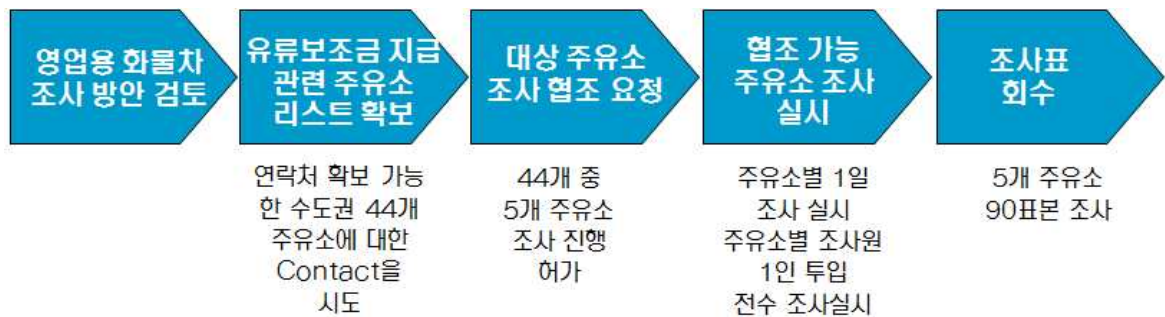 영업용 화물차
조사 방안 검토
유류보조금 지급
관련 주유소
리스트 확보
대상 주유소
조사 협조 요청
협조 가능
주유소 조사
실시
조사표
회수
연락처 확보 가능
한 수도권 44개
주유소에 대한
Contact을
시도
44개 중
5개 주유소
조사 진행
허가
주유소별 1일
조사 실시
주유소별 조사원
1인 투입
전수 조사실시
5개 주유소
90표본 조사